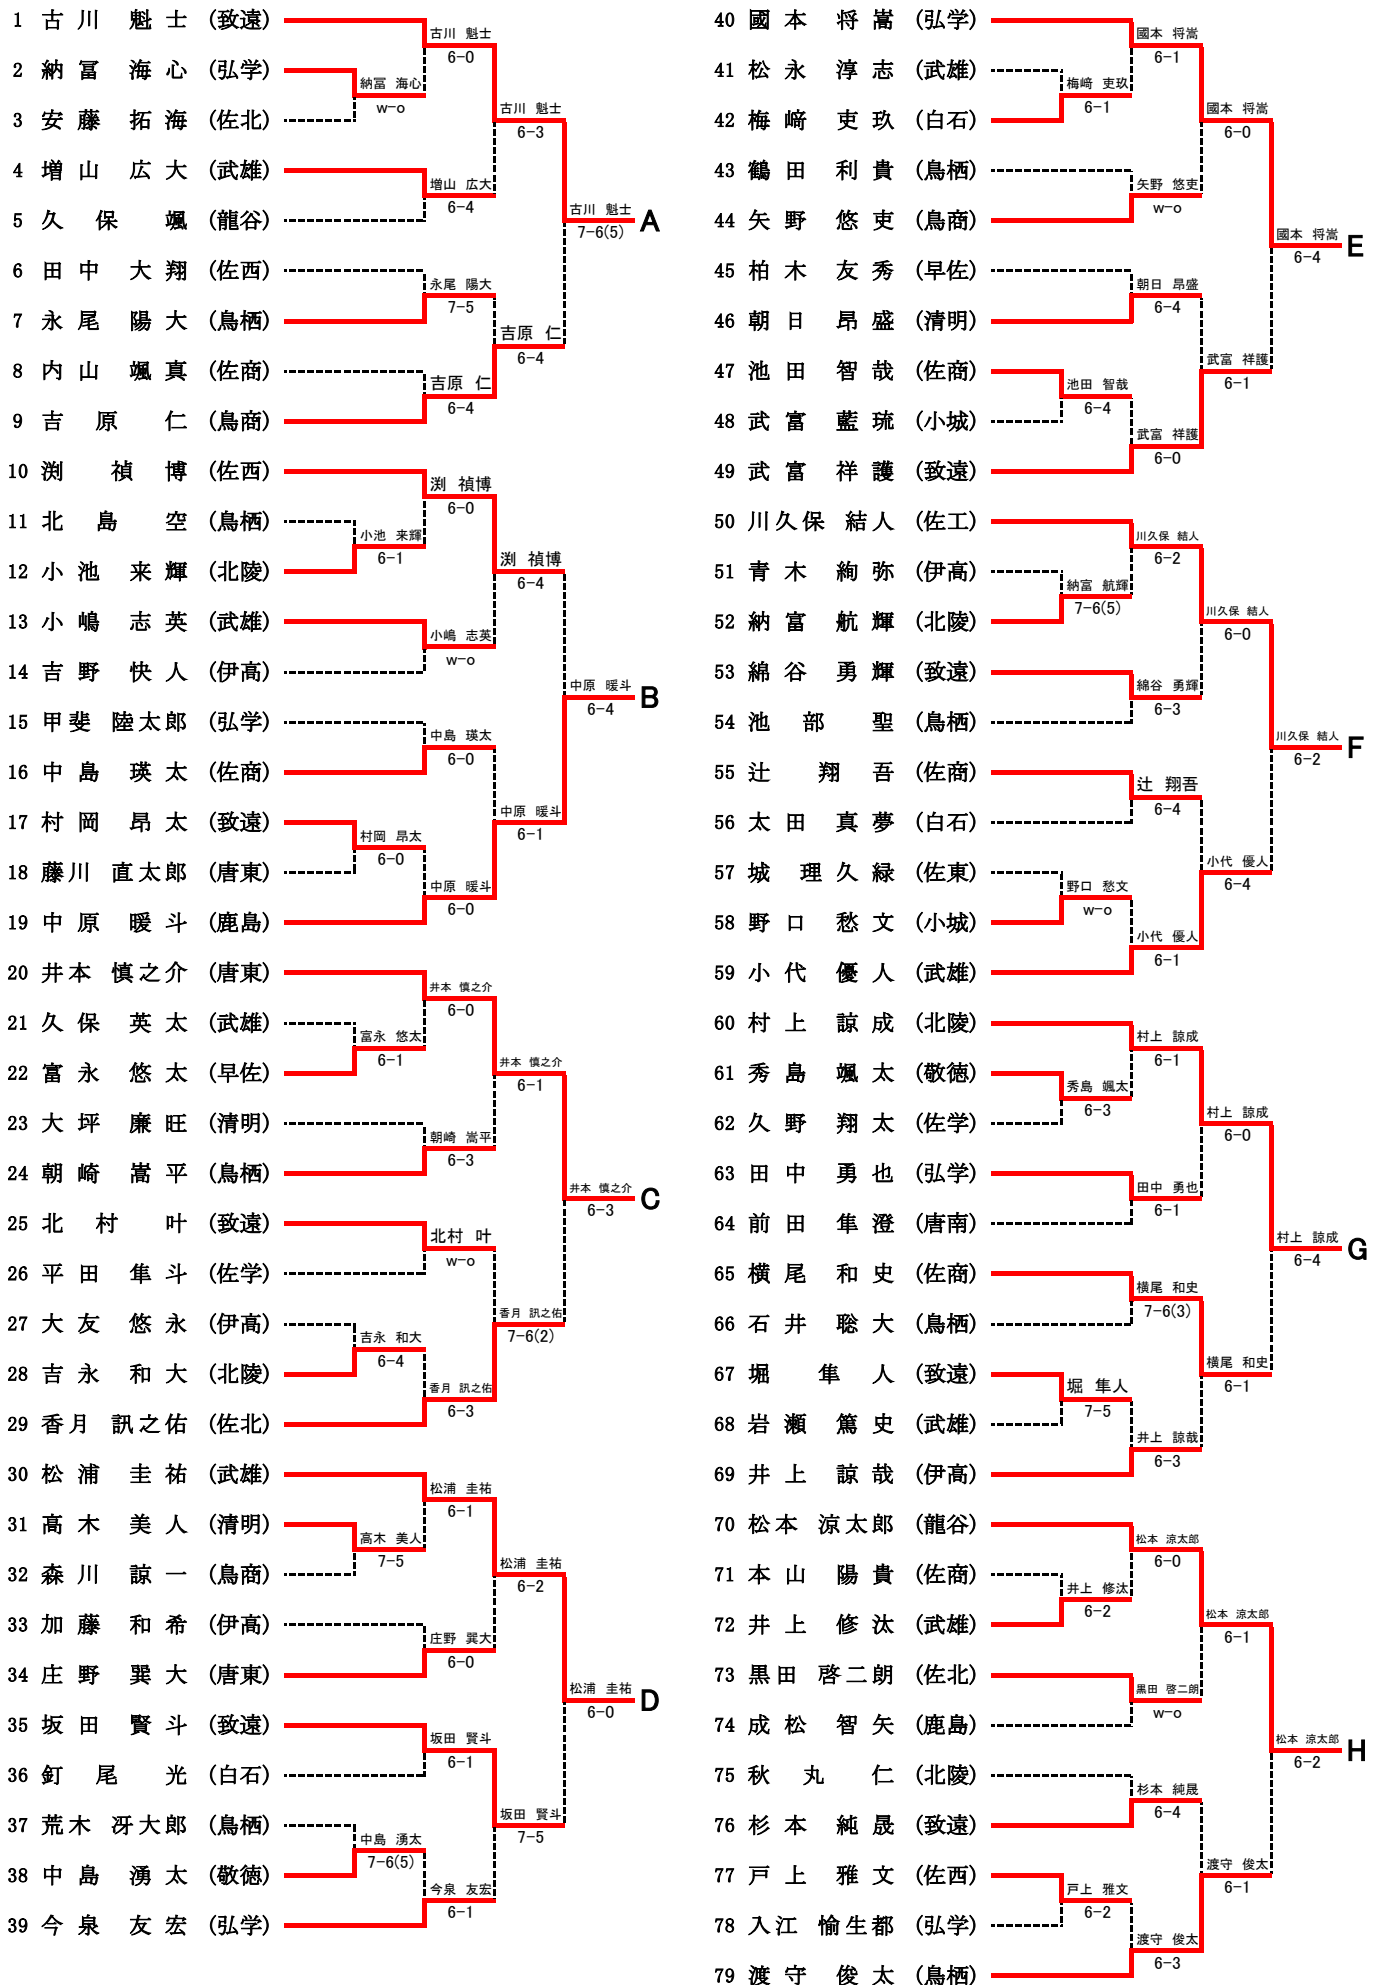 1 古川 魁士 (致遠)
古川 魁士
6-0
2 納冨 海心 (弘学)
納冨 海心
w-o
3 安藤 拓海 (佐北)
古川 魁士
6-3
4 増山 広大 (武雄)
増山 広大
6-4
5 久保 颯 (龍谷)
古川 魁士
7-6(5)
A
6 田中 大翔 (佐西)
永尾 陽大
7-5
7 永尾 陽大 (鳥栖)
吉原 仁
6-4
8 内山 颯真 (佐商)
吉原 仁
6-4
9 吉原 仁 (鳥商)
10 渕 禎博 (佐西)
渕 禎博
6-0
11 北島 空 (鳥栖)
小池 来輝
6-1
12 小池 来輝 (北陵)
渕 禎博
6-4
13 小嶋 志英 (武雄)
小嶋 志英
w-o
14 吉野 快人 (伊高)
中原 暖斗
6-4
B
15 甲斐 陸太郎 (弘学)
中島 瑛太
6-0
16 中島 瑛太 (佐商)
中原 暖斗
6-1
17 村岡 昂太 (致遠)
村岡 昂太
6-0
18 藤川 直太郎 (唐東)
中原 暖斗
6-0
19 中原 暖斗 (鹿島)
20 井本 慎之介 (唐東)
井本 慎之介
6-0
21 久保 英太 (武雄)
富永 悠太
6-1
22 富永 悠太 (早佐)
井本 慎之介
6-1
23 大坪 廉旺 (清明)
朝崎 嵩平
6-3
24 朝崎 嵩平 (鳥栖)
井本 慎之介
6-3
C
25 北村 叶 (致遠)
北村 叶
w-o
26 平田 隼斗 (佐学)
香月 訊之佑
7-6(2)
27 大友 悠永 (伊高)
吉永 和大
6-4
28 吉永 和大 (北陵)
香月 訊之佑
6-3
29 香月 訊之佑 (佐北)
30 松浦 圭祐 (武雄)
松浦 圭祐
6-1
31 高木 美人 (清明)
高木 美人
7-5
32 森川 諒一 (鳥商)
松浦 圭祐
6-2
33 加藤 和希 (伊高)
庄野 巽大
6-0
34 庄野 巽大 (唐東)
松浦 圭祐
6-0
D
35 坂田 賢斗 (致遠)
坂田 賢斗
6-1
36 釘尾 光 (白石)
坂田 賢斗
7-5
37 荒木 冴大郎 (鳥栖)
中島 湧太
7-6(5)
38 中島 湧太 (敬徳)
今泉 友宏
6-1
39 今泉 友宏 (弘学)
40 國本 将嵩 (弘学)
國本 将嵩
6-1
41 松永 淳志 (武雄)
梅﨑 吏玖
6-1
42 梅﨑 吏玖 (白石)
國本 将嵩
6-0
43 鶴田 利貴 (鳥栖)
矢野 悠吏
w-o
44 矢野 悠吏 (鳥商)
國本 将嵩
6-4
E
45 柏木 友秀 (早佐)
朝日 昂盛
6-4
46 朝日 昂盛 (清明)
武富 祥護
6-1
47 池田 智哉 (佐商)
池田 智哉
6-4
48 武富 藍琉 (小城)
武富 祥護
6-0
49 武富 祥護 (致遠)
50 川久保 結人 (佐工)
川久保 結人
6-2
51 青木 絢弥 (伊高)
納富 航輝
7-6(5)
52 納富 航輝 (北陵)
川久保 結人
6-0
53 綿谷 勇輝 (致遠)
綿谷 勇輝
6-3
54 池部 聖 (鳥栖)
川久保 結人
6-2
F
55 辻 翔吾 (佐商)
辻 翔吾
6-4
56 太田 真夢 (白石)
小代 優人
6-4
57 城 理久緑 (佐東)
野口 愁文
w-o
58 野口 愁文 (小城)
小代 優人
6-1
59 小代 優人 (武雄)
60 村上 諒成 (北陵)
村上 諒成
6-1
61 秀島 颯太 (敬徳)
秀島 颯太
6-3
62 久野 翔太 (佐学)
村上 諒成
6-0
63 田中 勇也 (弘学)
田中 勇也
6-1
64 前田 隼澄 (唐南)
村上 諒成
6-4
G
65 横尾 和史 (佐商)
横尾 和史
7-6(3)
66 石井 聡大 (鳥栖)
横尾 和史
6-1
67 堀 隼人 (致遠)
堀 隼人
7-5
68 岩瀬 篤史 (武雄)
井上 諒哉
6-3
69 井上 諒哉 (伊高)
70 松本 涼太郎 (龍谷)
松本 涼太郎
6-0
71 本山 陽貴 (佐商)
井上 修汰
6-2
72 井上 修汰 (武雄)
松本 涼太郎
6-1
73 黒田 啓二朗 (佐北)
黒田 啓二朗
w-o
74 成松 智矢 (鹿島)
松本 涼太郎
6-2
H
75 秋丸 仁 (北陵)
杉本 純晟
6-4
76 杉本 純晟 (致遠)
渡守 俊太
6-1
77 戸上 雅文 (佐西)
戸上 雅文
6-2
78 入江 愉生都 (弘学)
渡守 俊太
6-3
79 渡守 俊太 (鳥栖)